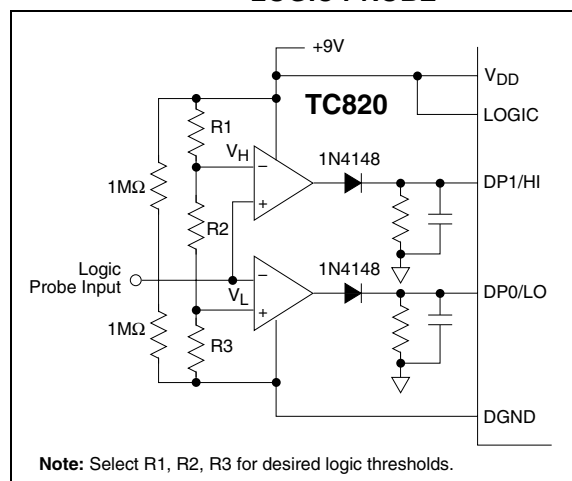 LOGIC PROBE
+9V
TC820
VDD
LOGIC
R1
VH
1N4148
DP1/HI
1MΩ
R2
Logic
Probe Input
1N4148
VL
DP0/LO
1MΩ
R3
DGND
Note: Select R1, R2, R3 for desired logic thresholds.